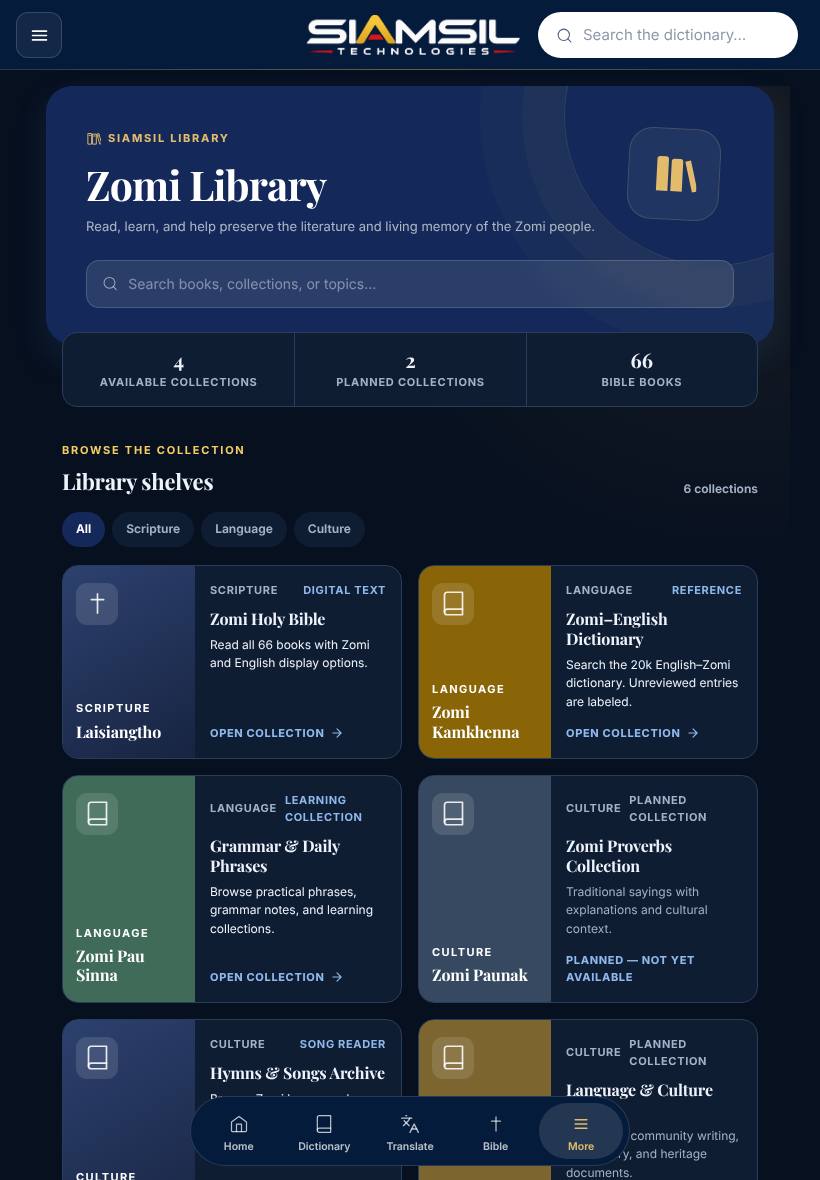 SIAMSIL
TECHNOLOGIES
Search the dictionary...
SIAMSIL LIBRARY
Zomi Library
Read, learn, and help preserve the literature and living memory of the Zomi people.
Search books, collections, or topics...
4
AVAILABLE COLLECTIONS
2
PLANNED COLLECTIONS
66
BIBLE BOOKS
BROWSE THE COLLECTION
Library shelves
6 collections
All
Scripture
Language
Culture
SCRIPTURE
Laisiangtho
SCRIPTURE
DIGITAL TEXT
Zomi Holy Bible
Read all 66 books with Zomi
and English display options.
OPEN COLLECTION →
LANGUAGE
Zomi
Kamkhenna
LANGUAGE
REFERENCE
Zomi–English
Dictionary
Search the 20k English–Zomi
dictionary. Unreviewed entries
are labeled.
OPEN COLLECTION →
LANGUAGE
Zomi Pau
Sinna
LANGUAGE
LEARNING
COLLECTION
Grammar & Daily
Phrases
Browse practical phrases,
grammar notes, and learning
collections.
OPEN COLLECTION →
CULTURE
Zomi Paunak
CULTURE
PLANNED
COLLECTION
Zomi Proverbs
Collection
Traditional sayings with
explanations and cultural
context.
PLANNED — NOT YET
AVAILABLE
CULTURE
CULTURE
SONG READER
Hymns & Songs Archive
CULTURE
PLANNED
COLLECTION
Language & Culture
community writing,
and heritage
documents.
Home
Dictionary
Translate
Bible
More